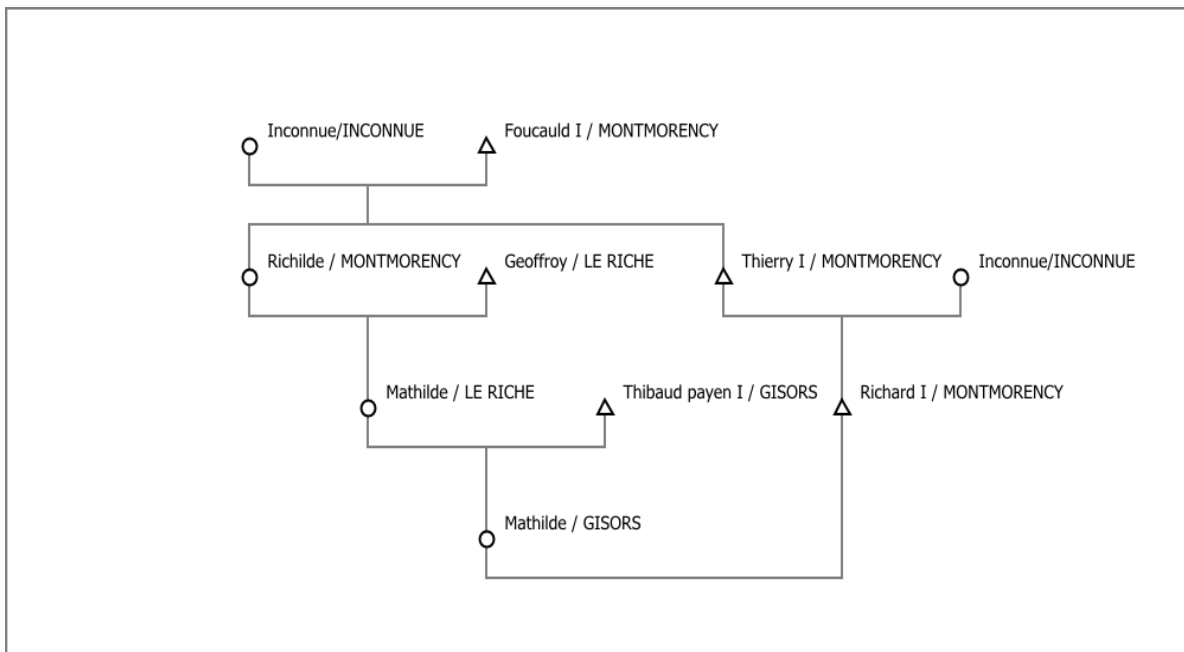 Inconnue/INCONNUE
Foucauld I / MONTMORENCY
Richilde / MONTMORENCY
Geoffroy / LE RICHE
Thierry I / MONTMORENCY
Inconnue/INCONNUE
Mathilde / LE RICHE
Thibaud payen I / GISORS
Richard I / MONTMORENCY
Mathilde / GISORS